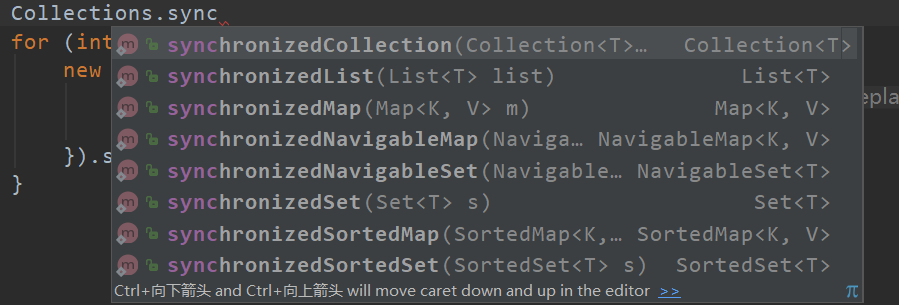 Collections.sync
for (int
synchronizedCollection(Collection<T>… Collection<T>
new
synchronizedList(List<T> list) List<T>
synchronizedMap(Map<K, V> m) Map<K, V>
epla
synchronizedNavigableMap(Naviga… NavigableMap<K, V>
}).s
synchronizedNavigableSet(Navigable… NavigableSet<T>
}
synchronizedSet(Set<T> s) Set<T>
synchronizedSortedMap(SortedMap<K,… SortedMap<K, V>
synchronizedSortedSet(SortedSet<T> s) SortedSet<T>
Ctrl+向下箭头 and Ctrl+向上箭头 will move caret down and up in the editor >> π